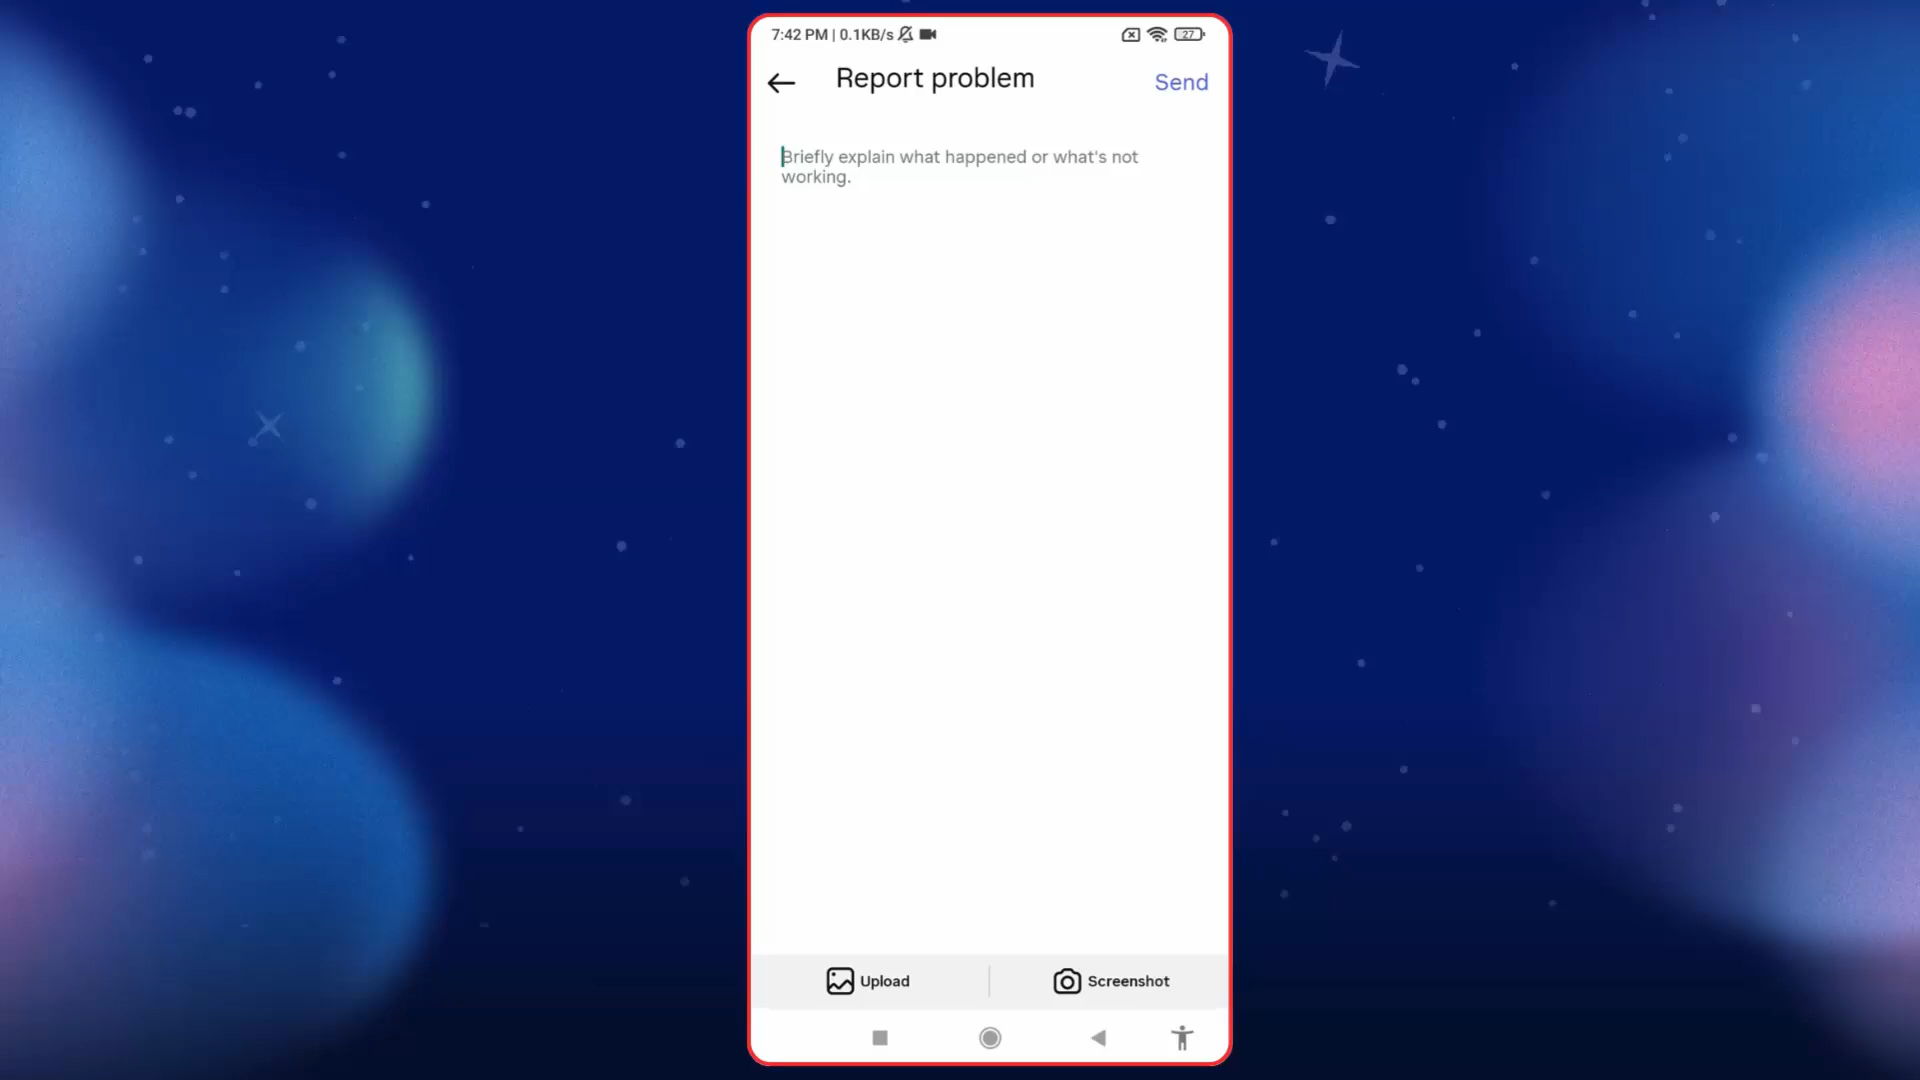 7:42 PM | 0.1KB/s 27
Report problem
Send
Briefly explain what happened or what's not
working.
Upload
Screenshot